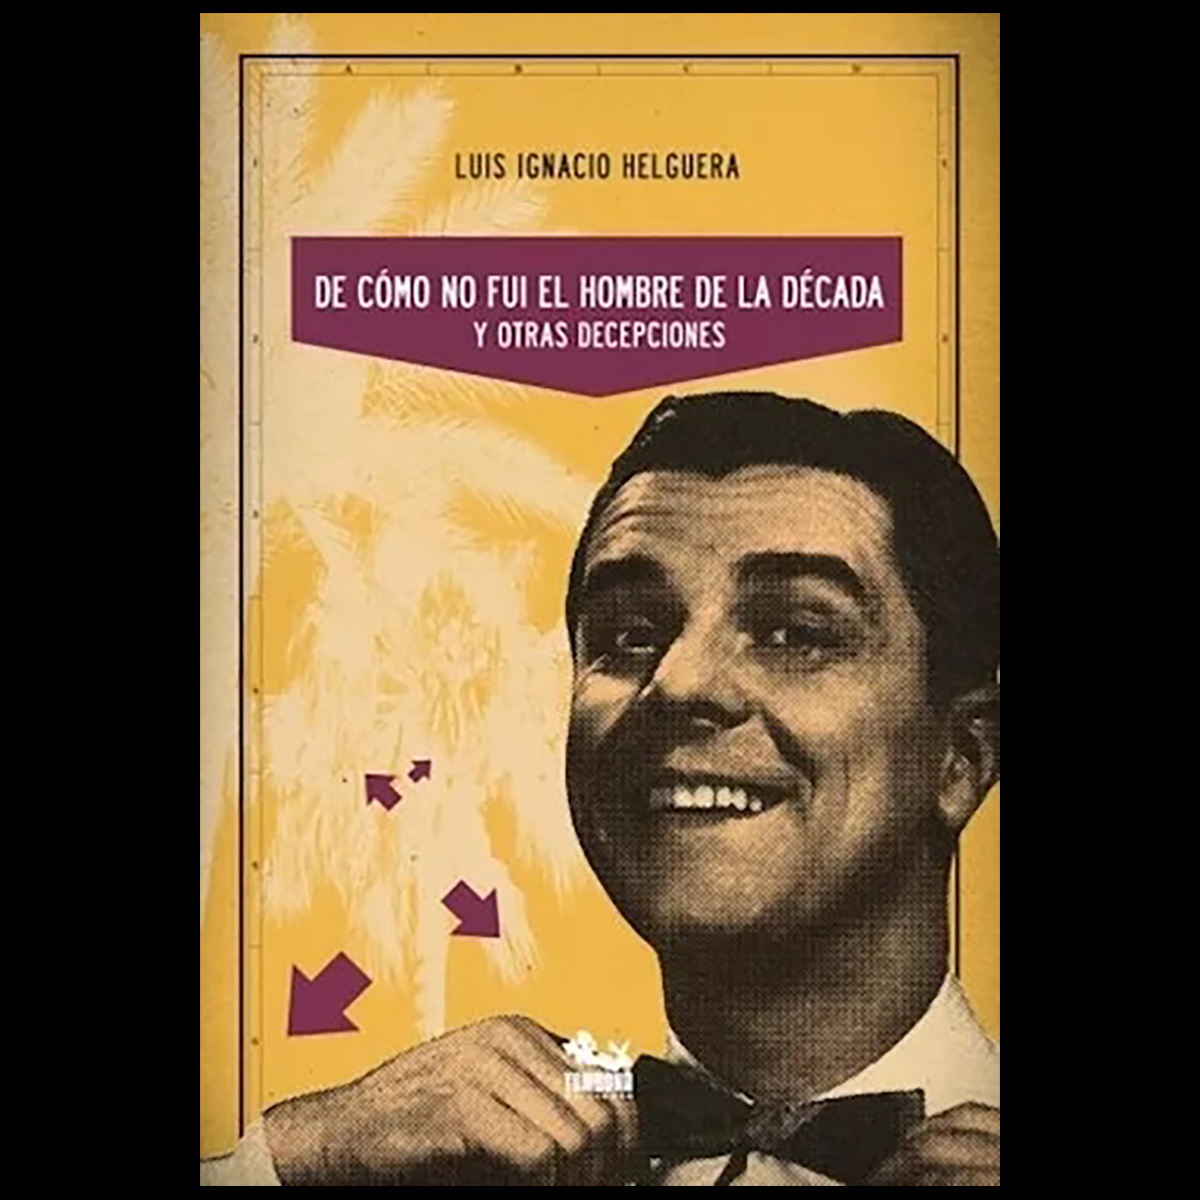 A B C D
LUIS IGNACIO HELGUERA
DE CÓMO NO FUI EL HOMBRE DE LA DÉCADA
Y OTRAS DECEPCIONES